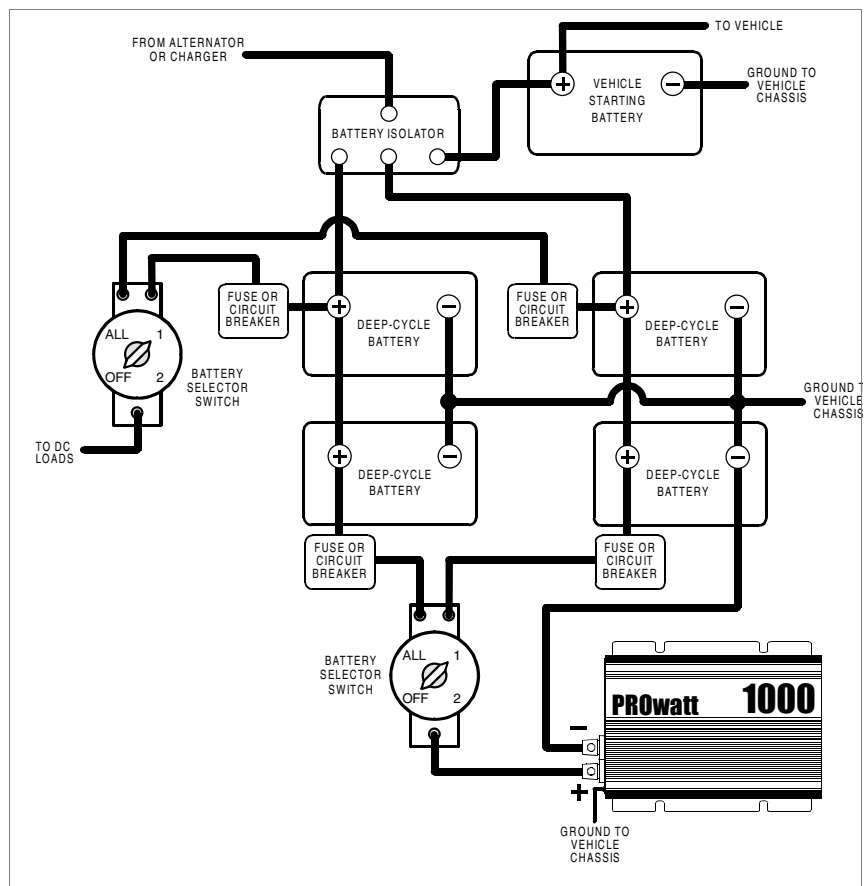 FROM ALTERNATOR
OR CHARGER
TO VEHICLE
GROUND TO
VEHICLE
CHASSIS
+
VEHICLE
STARTING
BATTERY
−
BATTERY ISOLATOR
FUSE OR
CIRCUIT
BREAKER
+
DEEP-CYCLE
BATTERY
−
FUSE OR
CIRCUIT
BREAKER
+
DEEP-CYCLE
BATTERY
−
ALL 1
OFF 2
BATTERY
SELECTOR
SWITCH
TO DC
LOADS
GROUND T
VEHICLE
CHASSIS
+
DEEP-CYCLE
BATTERY
−
+
DEEP-CYCLE
BATTERY
−
FUSE OR
CIRCUIT
BREAKER
FUSE OR
CIRCUIT
BREAKER
BATTERY
SELECTOR
SWITCH
ALL 1
OFF 2
PROwatt 1000
−
+
GROUND TO
VEHICLE
CHASSIS